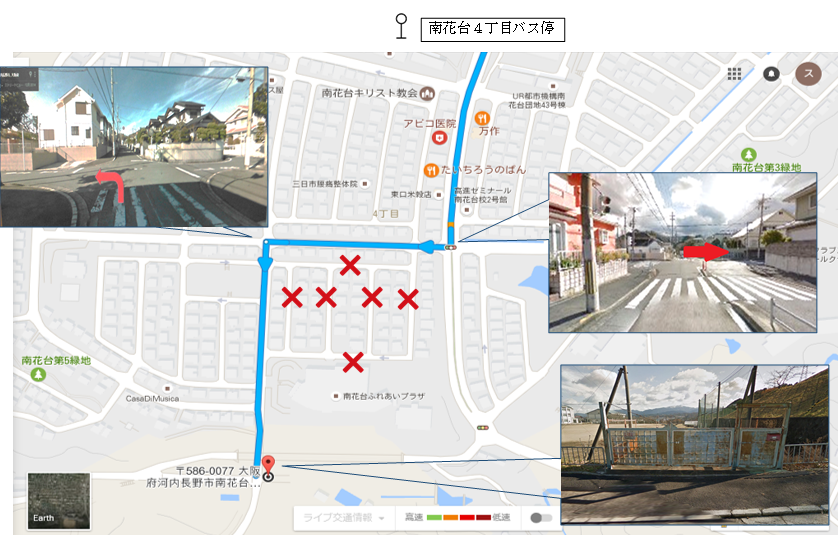 南花台４丁目バス停
ス
南花台キリスト教会
UR都市機構南
花台団地43号棟
ス屋
アビコ医院
万作
南花台第3緑地
たいちろうのぱん
三日市腰痛整体院
東口米穀店
高進ゼミナール
南花台校2号館
4丁目
南花台第5緑地
CasaDiMusica
南花台ふれあいプラザ
〒586-0077 大阪
府河内長野市南花台...
Earth
ライブ交通情報
高速
低速